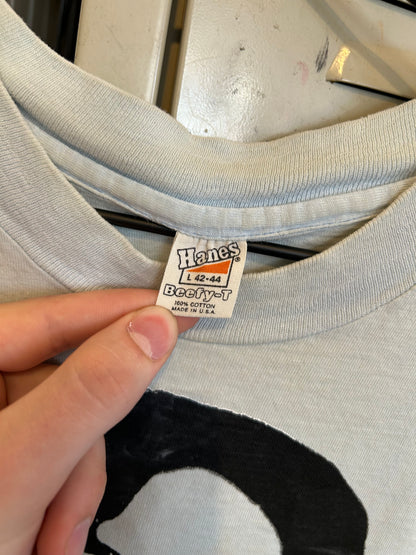 Hanes®
L 42-44
Beefy-T
100% COTTON
MADE IN U.S.A.